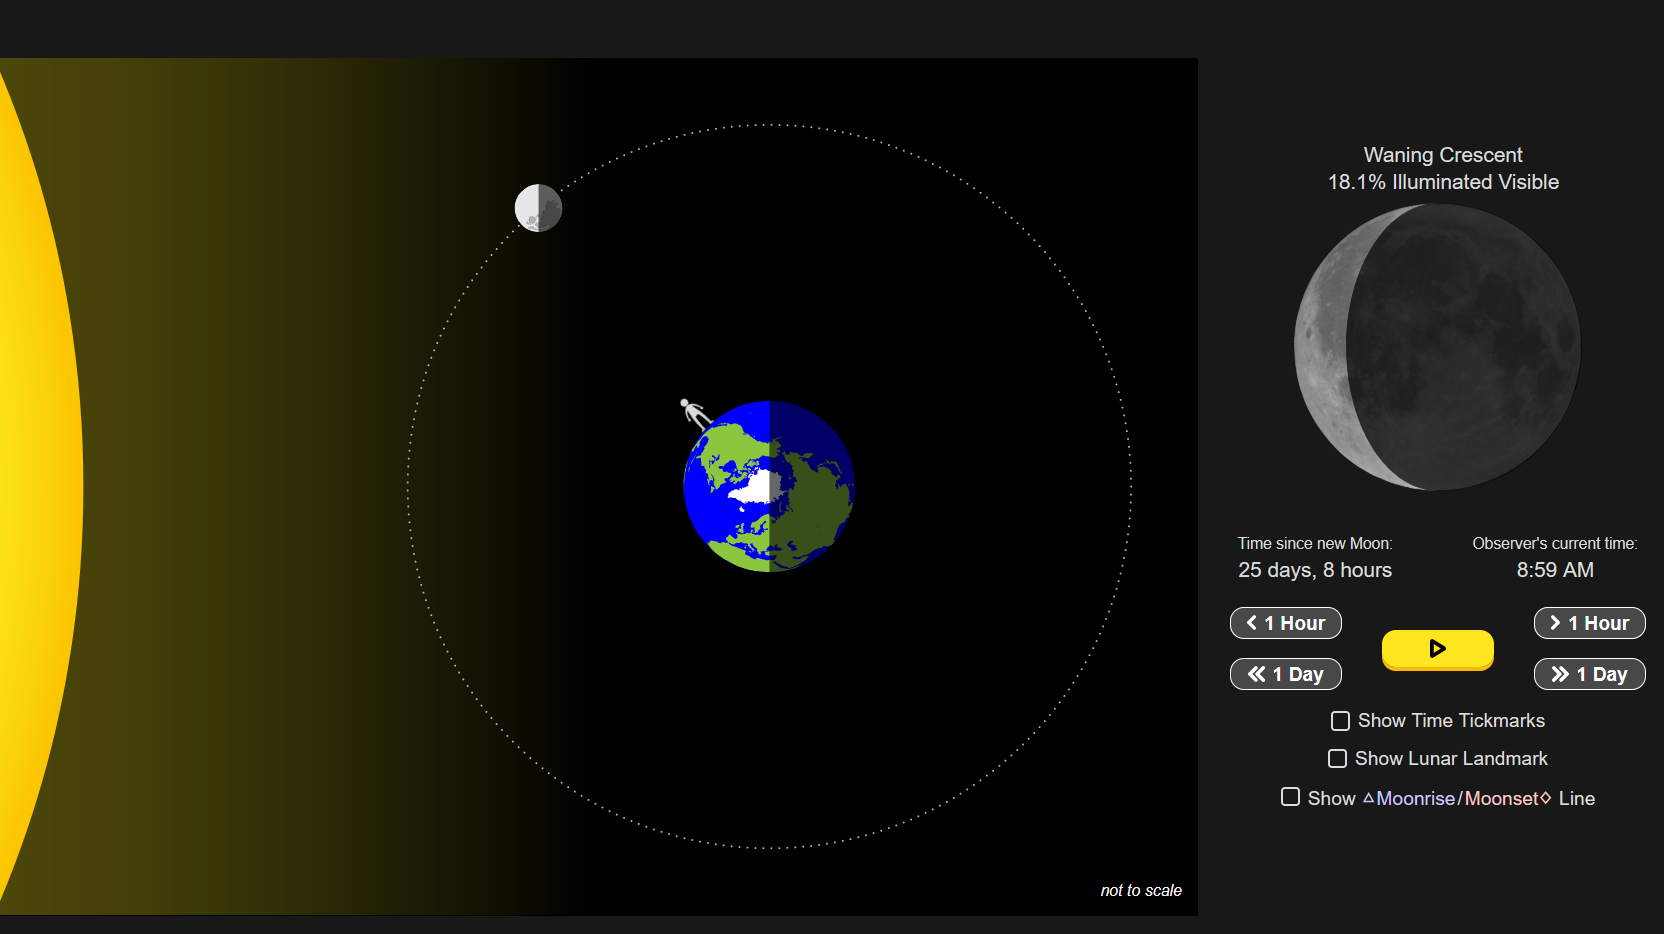 Waning Crescent
18.1% Illuminated Visible
Time since new Moon:
25 days, 8 hours
Observer's current time:
8:59 AM
1 Hour
1 Day
1 Hour
1 Day
Show Time Tickmarks
Show Lunar Landmark
Show △Moonrise/Moonset◇ Line
not to scale